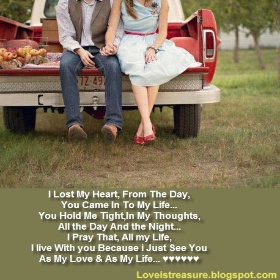 I Lost My Heart, From The Day,
You Came In To My Life...
You Hold Me Tight,In My Thoughts,
All the Day And the Night...
I Pray That, All my Life,
I live With you Because i Just See You
As My Love & As My Life... ♥♥♥♥♥♥
Loveistreasure.blogspot.com